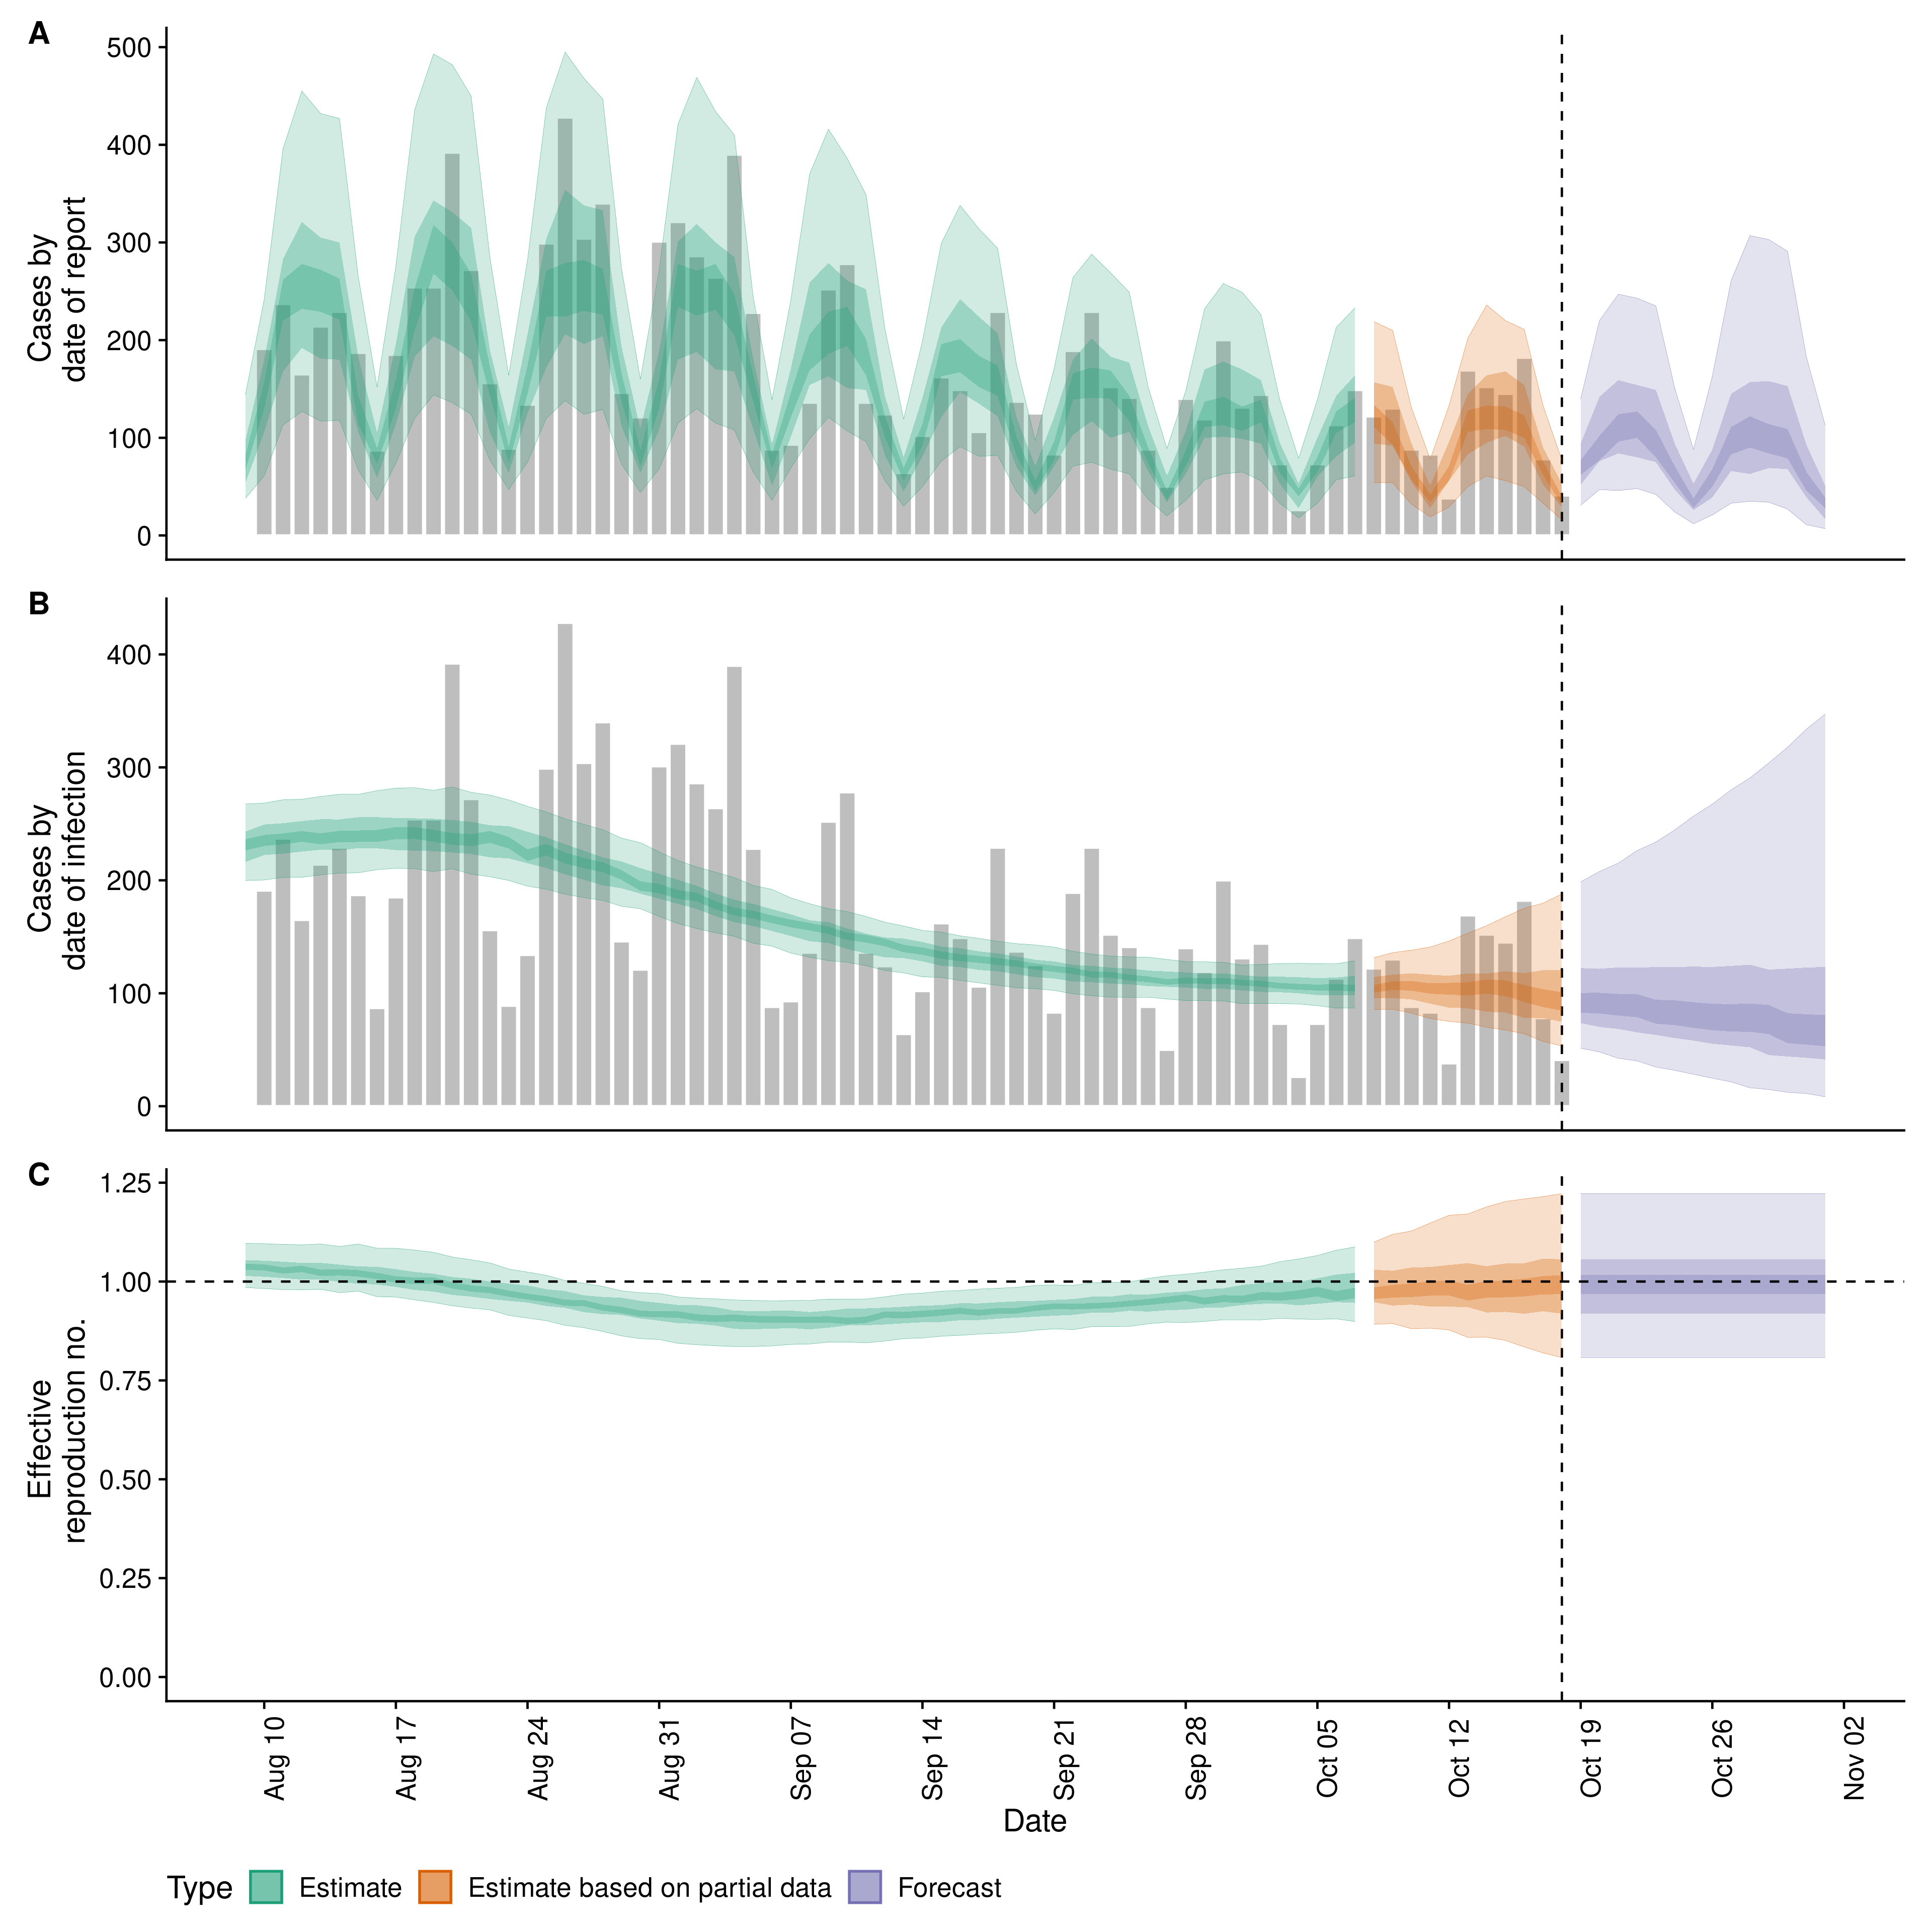 A
500
400
300
200
100
0
Cases by
date of report
B
400
300
200
100
0
Cases by
date of infection
C
1.25
1.00
0.75
0.50
0.25
0.00
Effective
reproduction no.
Aug 10
Aug 17
Aug 24
Aug 31
Sep 07
Sep 14
Sep 21
Sep 28
Oct 05
Oct 12
Oct 19
Oct 26
Nov 02
Date
Type
Estimate
Estimate based on partial data
Forecast